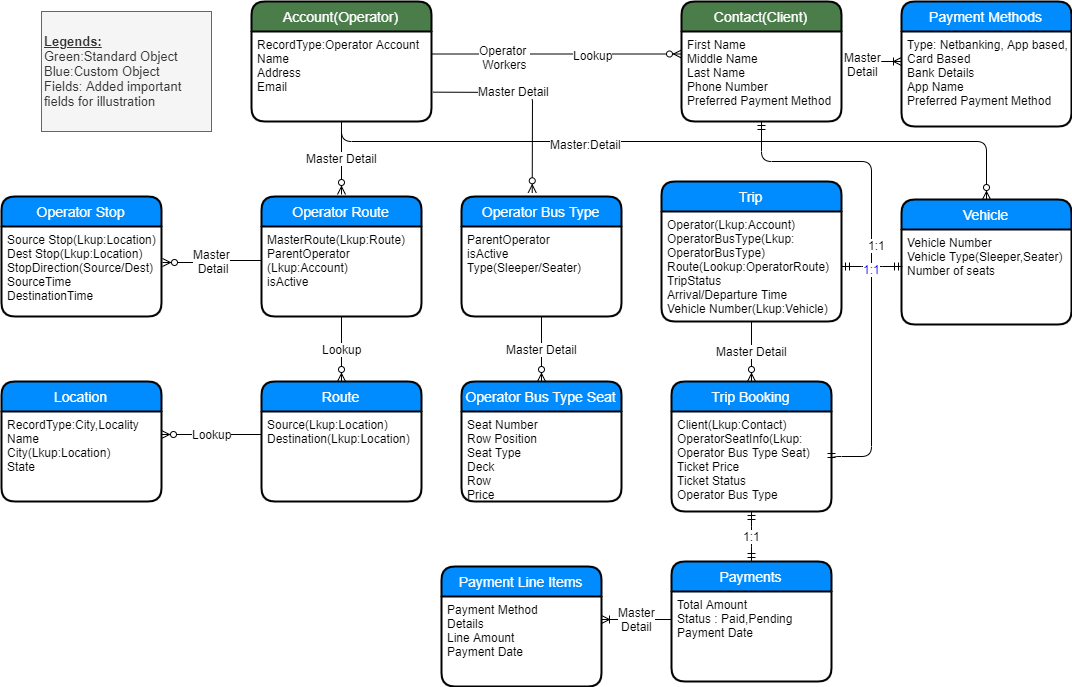 Legends:
Green:Standard Object
Blue:Custom Object
Fields: Added important
fields for illustration
Account(Operator)
RecordType:Operator Account
Name
Address
Email
Operator
Workers
Lookup
Master Detail
Contact(Client)
First Name
Middle Name
Last Name
Phone Number
Preferred Payment Method
Master
Detail
Payment Methods
Type: Netbanking, App based,
Card Based
Bank Details
App Name
Preferred Payment Method
Master Detail
Master:Detail
Operator Stop
Source Stop(Lkup:Location)
Dest Stop(Lkup:Location)
StopDirection(Source/Dest)
SourceTime
DestinationTime
Master
Detail
Operator Route
MasterRoute(Lkup:Route)
ParentOperator
(Lkup:Account)
isActive
Operator Bus Type
ParentOperator
isActive
Type(Sleeper/Seater)
Trip
Operator(Lkup:Account)
OperatorBusType(Lkup:
OperatorBusType)
Route(Lookup:OperatorRoute)
TripStatus
Arrival/Departure Time
Vehicle Number(Lkup:Vehicle)
1:1
1:1
Vehicle
Vehicle Number
Vehicle Type(Sleeper,Seater)
Number of seats
Lookup
Master Detail
Master Detail
Location
RecordType:City,Locality
Name
City(Lkup:Location)
State
Lookup
Route
Source(Lkup:Location)
Destination(Lkup:Location)
Operator Bus Type Seat
Seat Number
Row Position
Seat Type
Deck
Row
Price
Trip Booking
Client(Lkup:Contact)
OperatorSeatInfo(Lkup:
Operator Bus Type Seat)
Ticket Price
Ticket Status
Operator Bus Type
1:1
Payment Line Items
Payment Method
Details
Line Amount
Payment Date
Master
Detail
Payments
Total Amount
Status : Paid,Pending
Payment Date